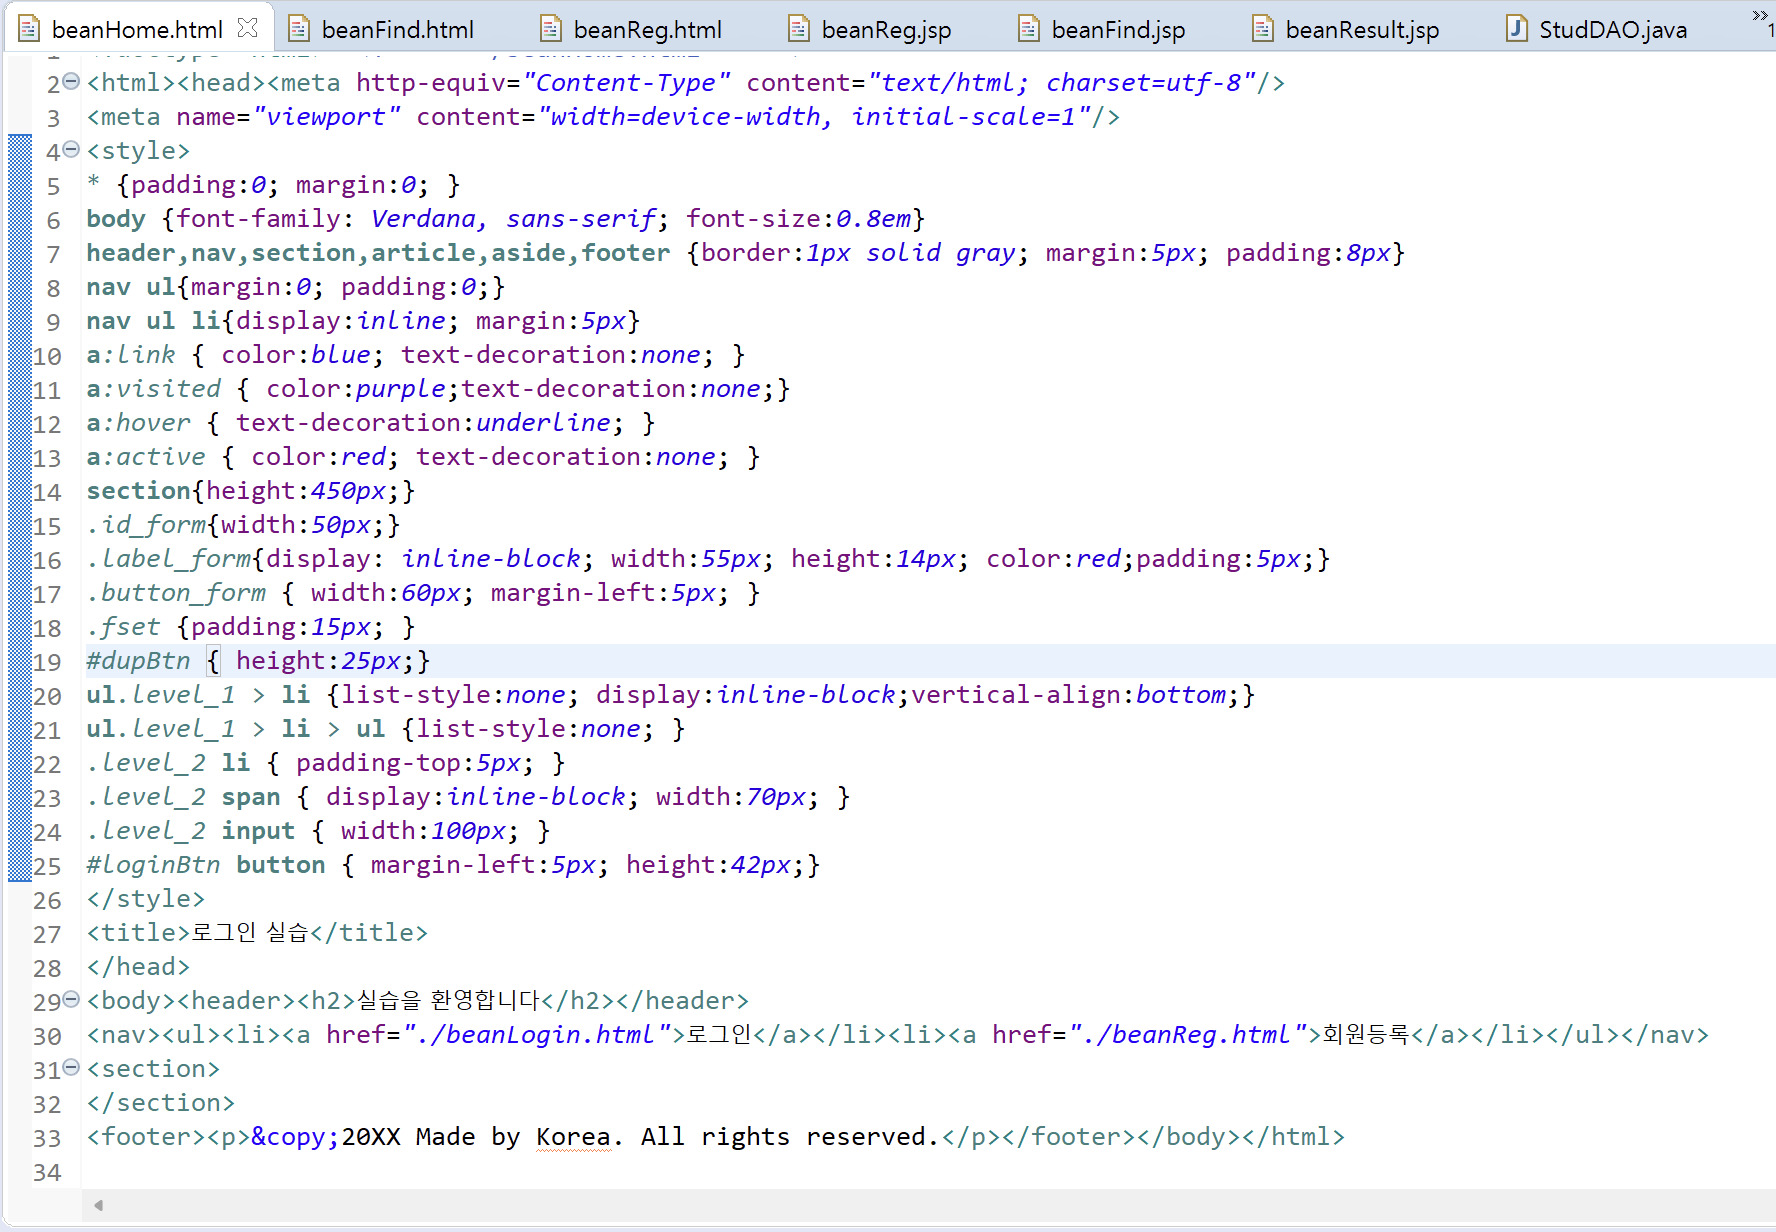 beanHome.html beanFind.html beanReg.html beanReg.jsp beanFind.jsp beanResult.jsp StudDAO.java
2 <html><head><meta http-equiv="Content-Type" content="text/html; charset=utf-8"/>
3 <meta name="viewport" content="width=device-width, initial-scale=1"/>
4 <style>
5 * {padding:0; margin:0; }
6 body {font-family: Verdana, sans-serif; font-size:0.8em}
7 header,nav,section,article,aside,footer {border:1px solid gray; margin:5px; padding:8px}
8 nav ul{margin:0; padding:0;}
9 nav ul li{display:inline; margin:5px}
10 a:link { color:blue; text-decoration:none; }
11 a:visited { color:purple;text-decoration:none;}
12 a:hover { text-decoration:underline; }
13 a:active { color:red; text-decoration:none; }
14 section{height:450px;}
15 .id_form{width:50px;}
16 .label_form{display: inline-block; width:55px; height:14px; color:red;padding:5px;}
17 .button_form { width:60px; margin-left:5px; }
18 .fset {padding:15px; }
19 #dupBtn { height:25px;}
20 ul.level_1 > li {list-style:none; display:inline-block;vertical-align:bottom;}
21 ul.level_1 > li > ul {list-style:none; }
22 .level_2 li { padding-top:5px; }
23 .level_2 span { display:inline-block; width:70px; }
24 .level_2 input { width:100px; }
25 #loginBtn button { margin-left:5px; height:42px;}
26 </style>
27 <title>로그인 실습</title>
28 </head>
29 <body><header><h2>실습을 환영합니다</h2></header>
30 <nav><ul><li><a href="./beanLogin.html">로그인</a></li><li><a href="./beanReg.html">회원등록</a></li></ul></nav>
31 <section>
32 </section>
33 <footer><p>&copy;20XX Made by Korea. All rights reserved.</p></footer></body></html>
34